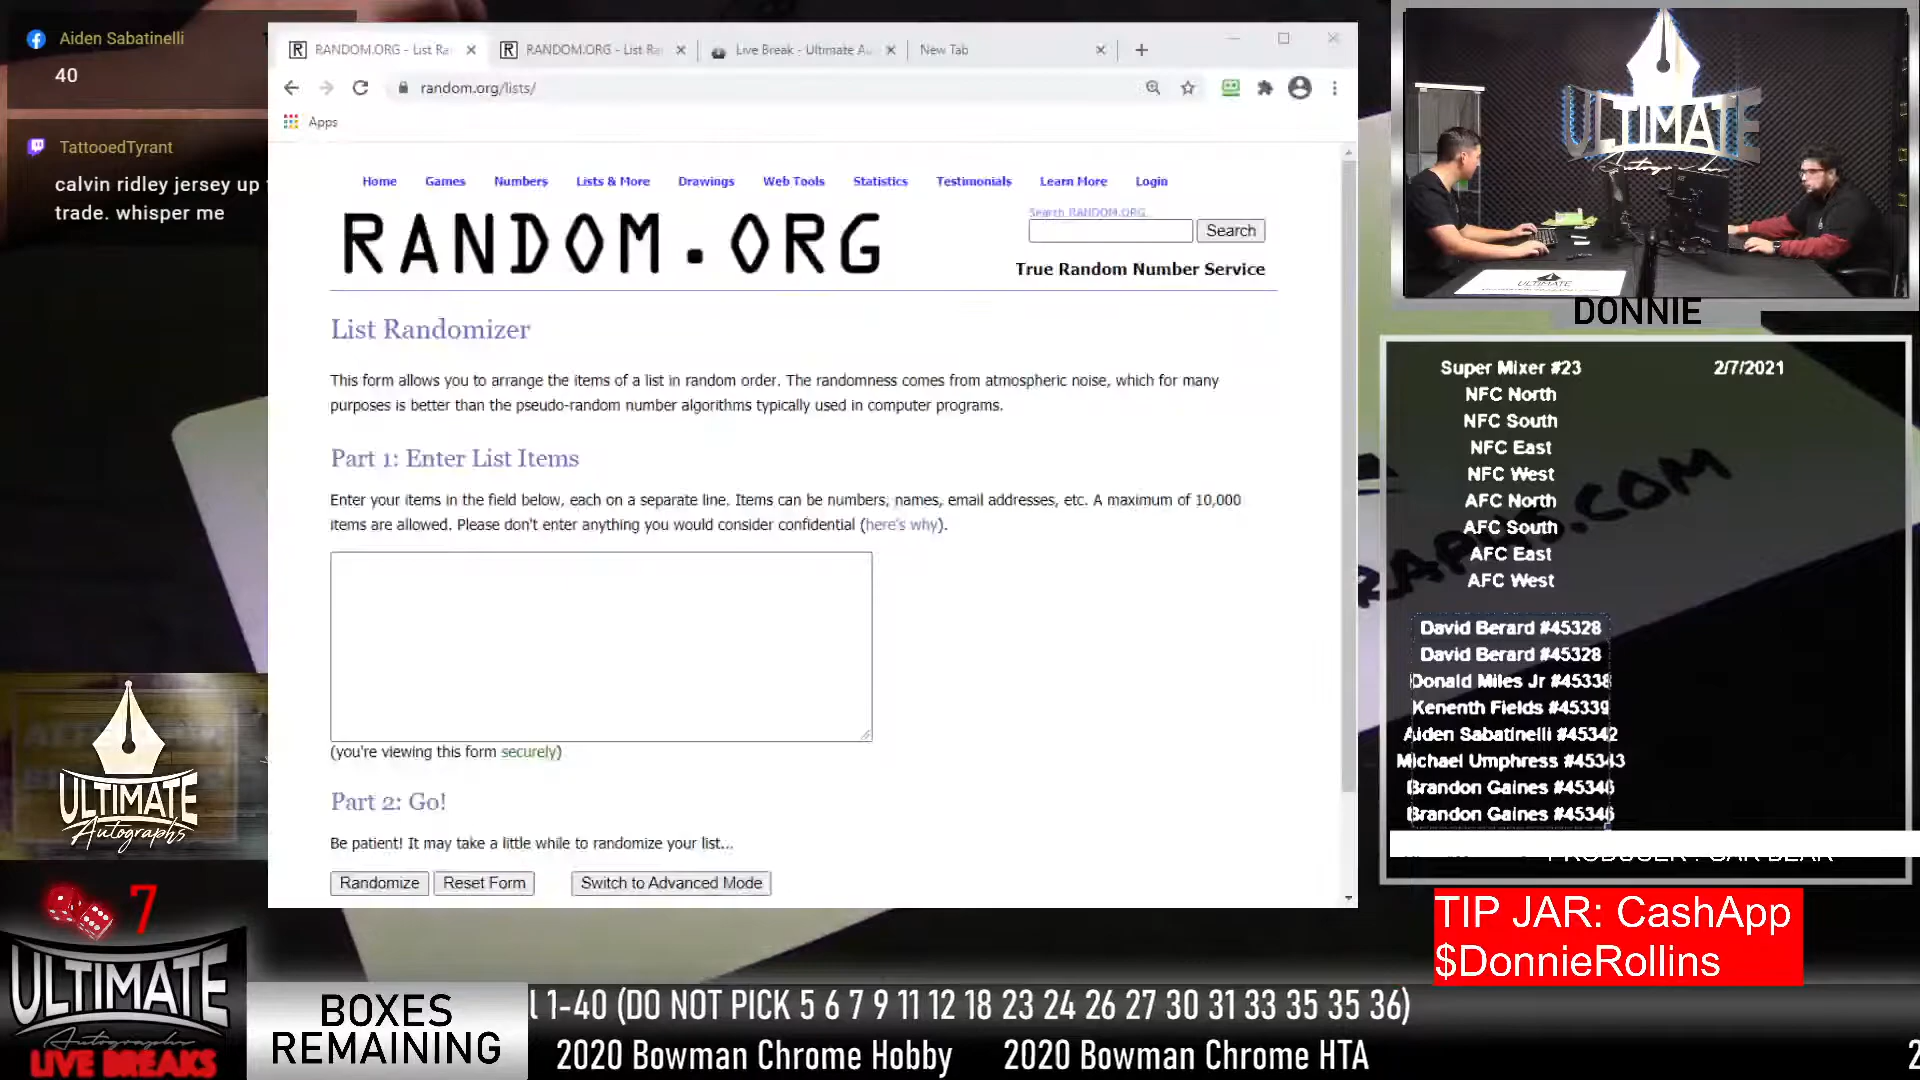 Aiden Sabatinelli
40
TattooedTyrant
calvin ridley jersey up
trade. whisper me
RANDOM.ORG - List Ra
RANDOM.ORG - List Ra
Live Break - Ultimate A
New Tab
random.org/lists/
Apps
Home Games Numbers Lists & More Drawings Web Tools Statistics Testimonials Learn More Login
Search RANDOM.ORG
RANDOM.ORG
Search
True Random Number Service
List Randomizer
This form allows you to arrange the items of a list in random order. The randomness comes from atmospheric noise, which for many
purposes is better than the pseudo-random number algorithms typically used in computer programs.
Part 1: Enter List Items
Enter your items in the field below, each on a separate line. Items can be numbers, names, email addresses, etc. A maximum of 10,000
items are allowed. Please don't enter anything you would consider confidential (here's why).
(you're viewing this form securely)
Part 2: Go!
Be patient! It may take a little while to randomize your list...
Randomize Reset Form Switch to Advanced Mode
ULTIMATE
Autographs
ULTIMATE
DONNIE
Super Mixer #23 2/7/2021
NFC North
NFC South
NFC East
NFC West
AFC North
AFC South
AFC East
AFC West
David Berard #45328
David Berard #45328
Donald Miles Jr #45338
Kenenth Fields #45339
Aiden Sabatinelli #45342
Michael Umphress #45343
Brandon Gaines #45346
Brandon Gaines #45346
TIP JAR: CashApp
$DonnieRollins
ULTIMATE
Autographs
7
ULTIMATE
Autographs
LIVE BREAKS
BOXES
REMAINING
1-40 (DO NOT PICK 5 6 7 9 11 12 18 23 24 26 27 30 31 33 35 35 36)
2020 Bowman Chrome Hobby 2020 Bowman Chrome HTA 2